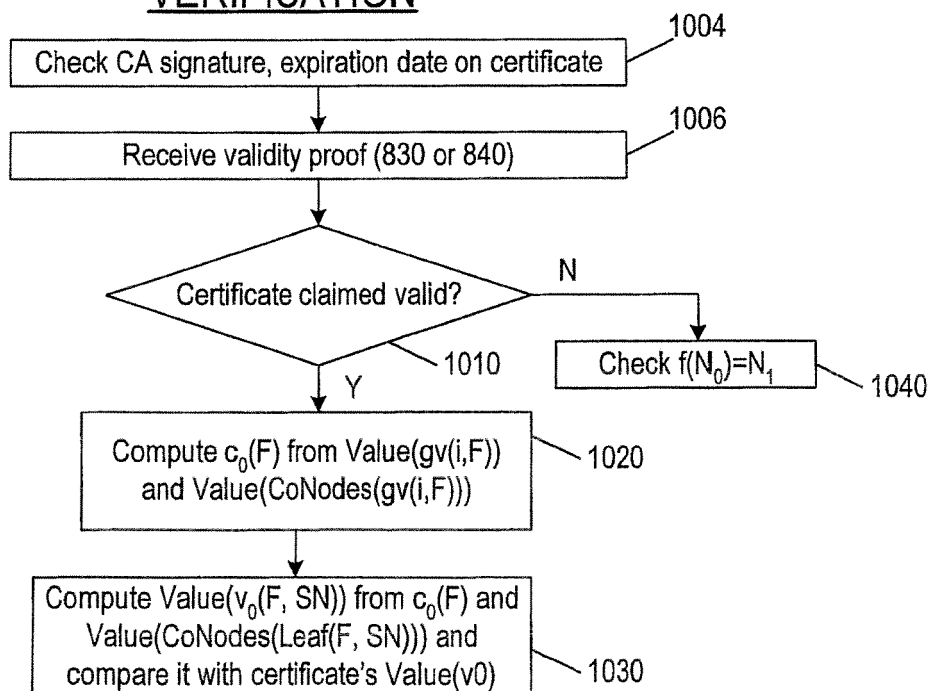 VERIFICATION
1004
Check CA signature, expiration date on certificate
1006
Receive validity proof (830 or 840)
Certificate claimed valid?
N
1010
Y
Check f(N₀)=N₁
1040
Compute c₀(F) from Value(gv(i,F))
and Value(CoNodes(gv(i,F)))
1020
Compute Value(v₀(F, SN)) from c₀(F) and
Value(CoNodes(Leaf(F, SN))) and
compare it with certificate's Value(v0)
1030